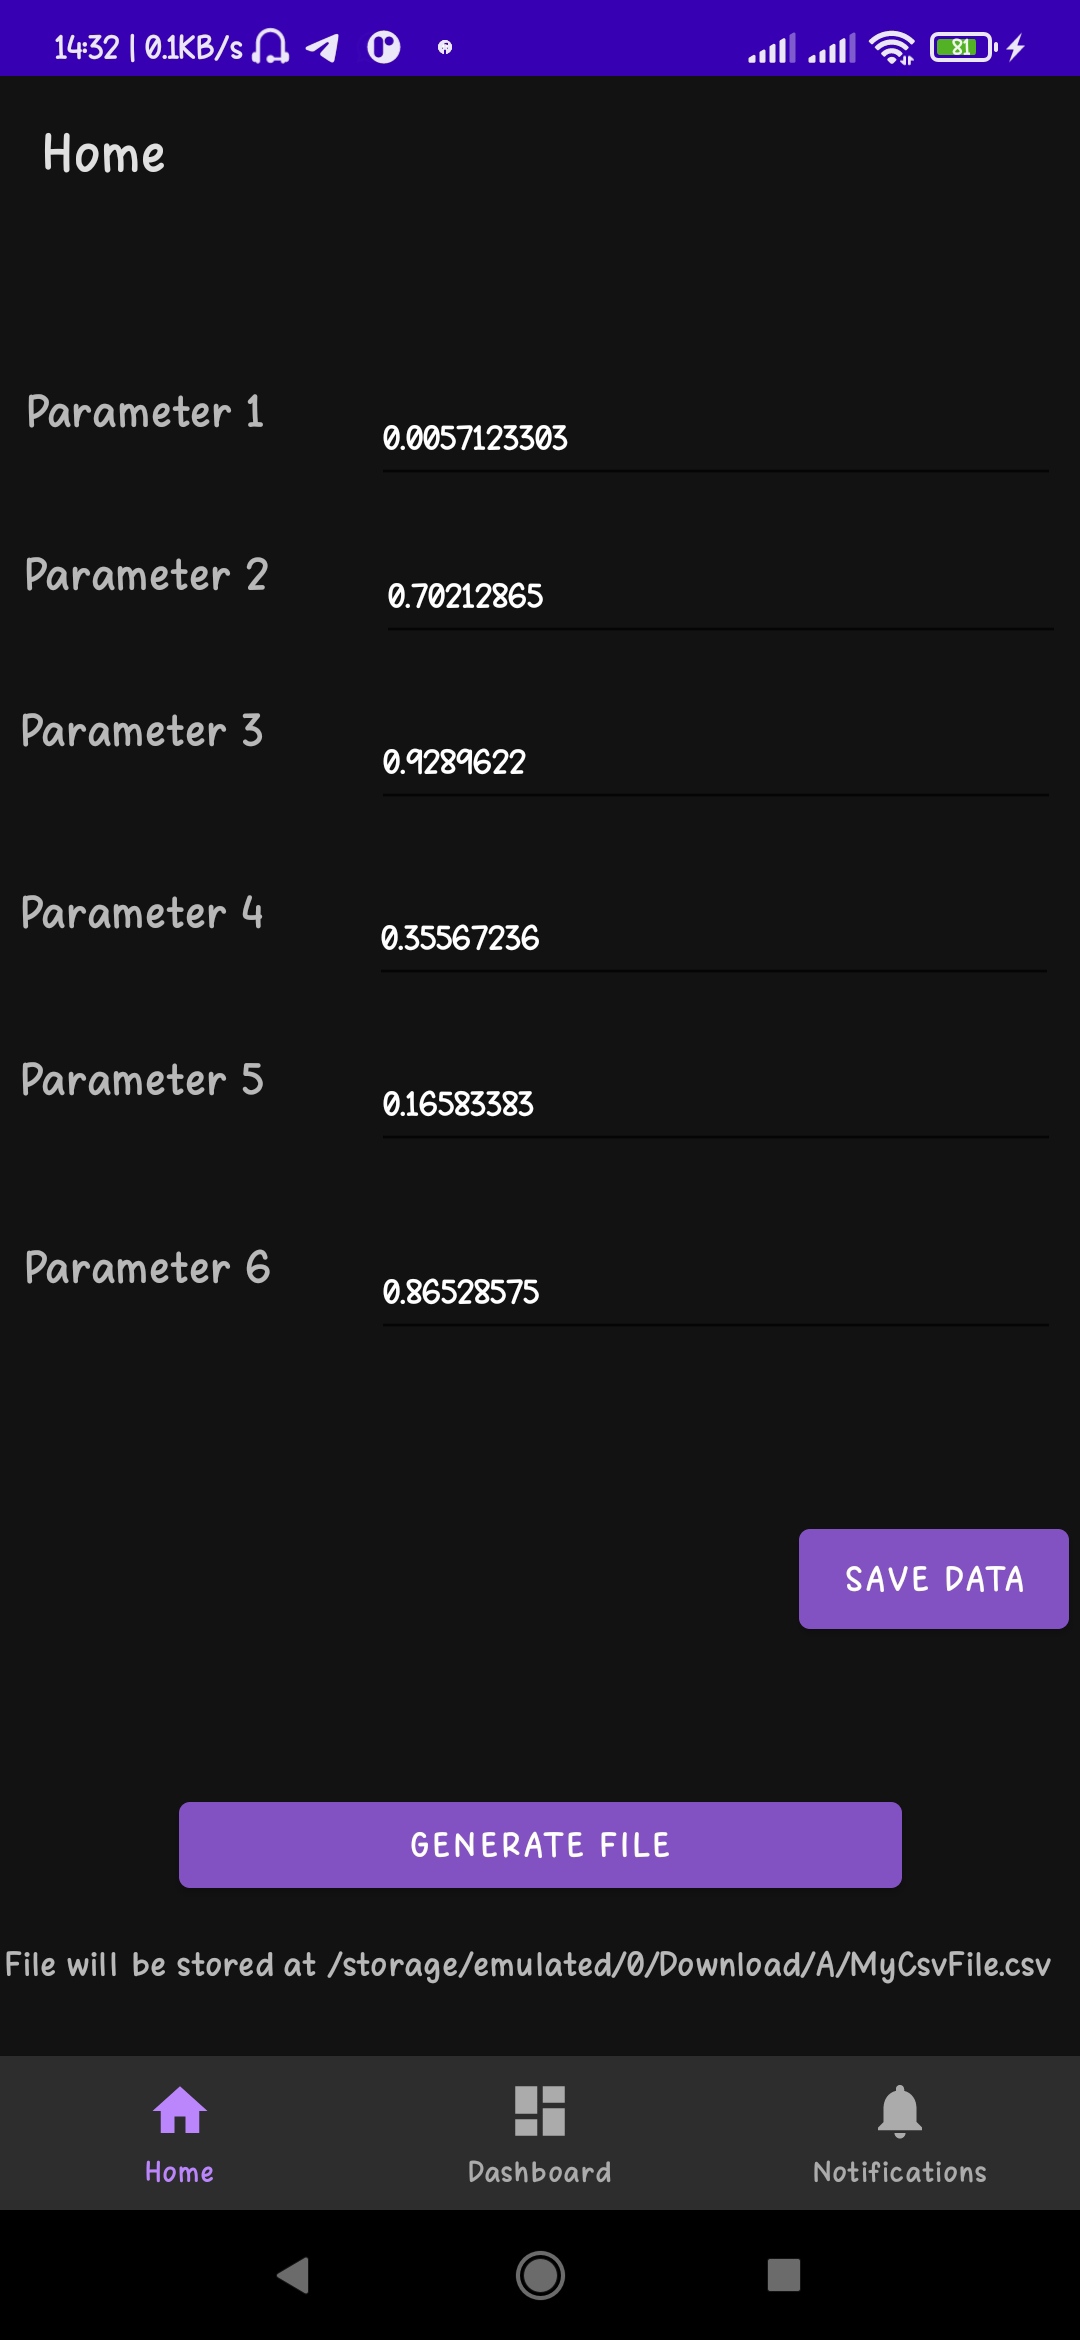 14:32 | 0.1KB/s
81
Home
Parameter 1
0.0057123303
Parameter 2
0.70212865
Parameter 3
0.9289622
Parameter 4
0.35567236
Parameter 5
0.16583383
Parameter 6
0.86528575
SAVE DATA
GENERATE FILE
File will be stored at /storage/emulated/0/Download/A/MyCsvFile.csv
Home
Dashboard
Notifications